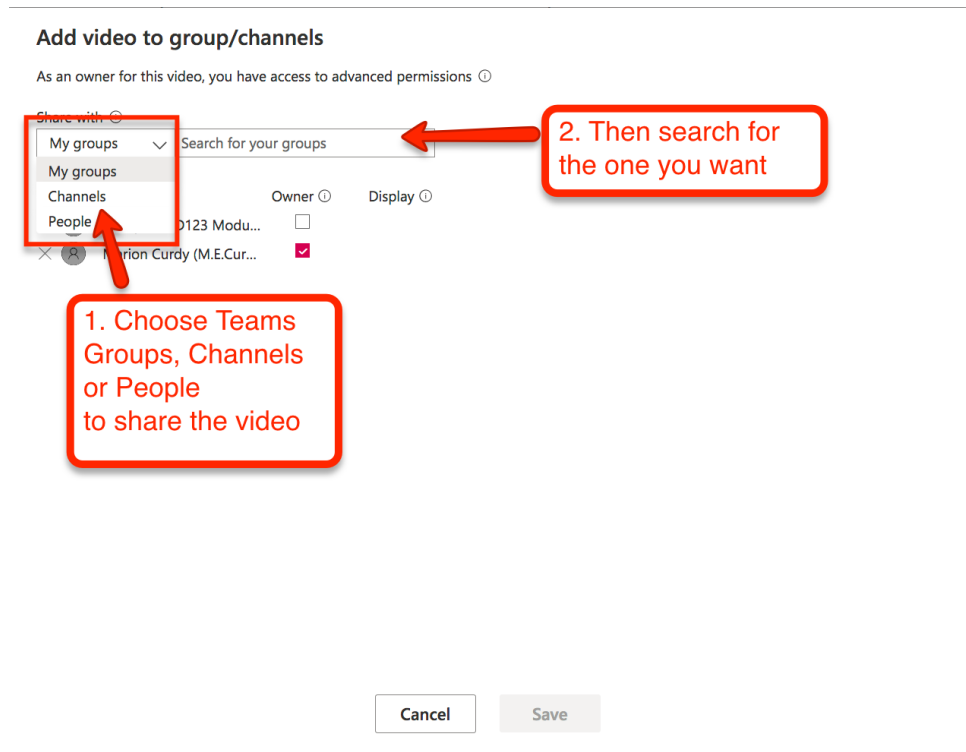 Add video to group/channels
As an owner for this video, you have access to advanced permissions
Share with
My groups Search for your groups
2. Then search for
the one you want
My groups
Channels Owner Display
People D123 Modu...
Marion Curdy (M.E.Cur...
1. Choose Teams
Groups, Channels
or People
to share the video
Cancel Save